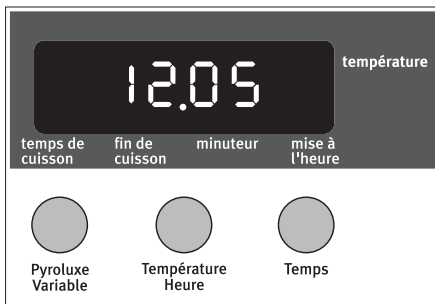 12.05
température
temps de cuisson
fin de cuisson
minuteur
mise à l'heure
Pyroluxe Variable
Température Heure
Temps